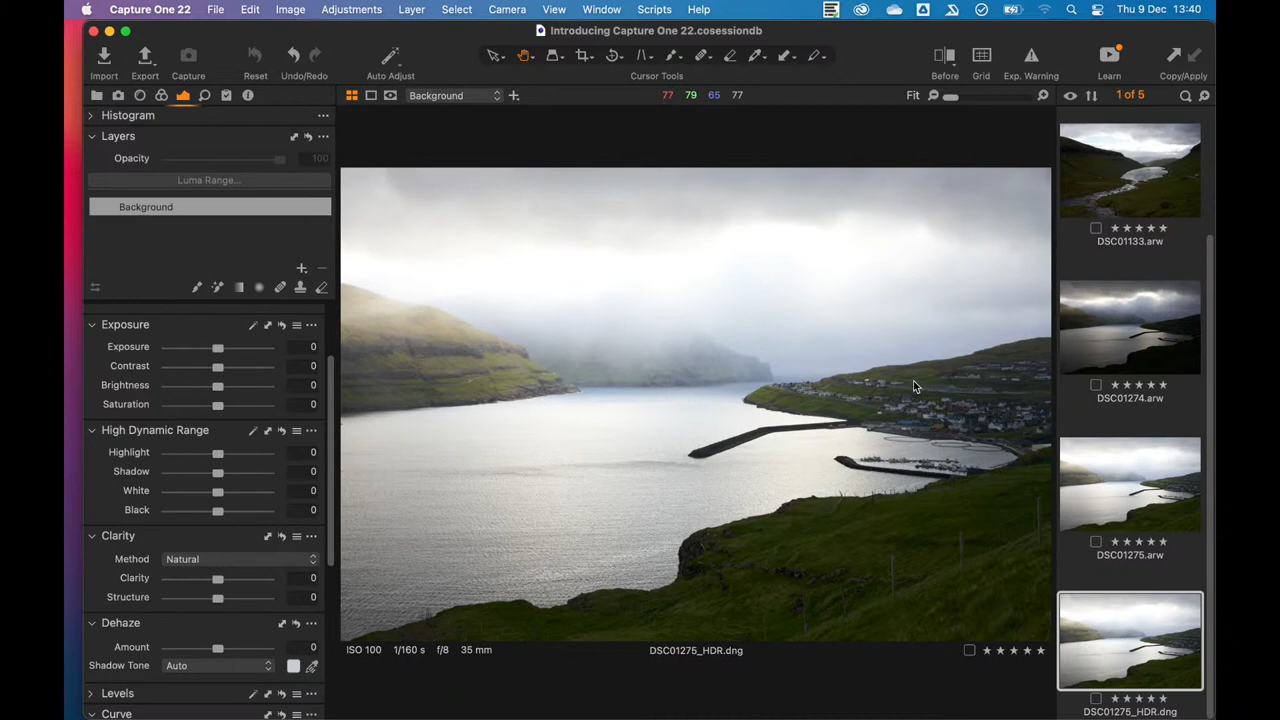 Capture One 22 File Edit Image Adjustments Layer Select Camera View Window Scripts Help Thu 9 Dec 13:40
Introducing Capture One 22.cosessiondb
Import Export Capture Reset Undo/Redo Auto Adjust Cursor Tools Before Grid Exp. Warning Learn Copy/Apply
Background 77 79 65 77 Fit 1 of 5
Histogram
Layers
Opacity 100
Luma Range...
Background
Exposure
Exposure 0
Contrast 0
Brightness 0
Saturation 0
High Dynamic Range
Highlight 0
Shadow 0
White 0
Black 0
Clarity
Method Natural
Clarity 0
Structure 0
Dehaze
Amount 0
Shadow Tone Auto
Levels
Curve
ISO 100 1/160 s f/8 35 mm DSC01275_HDR.dng
DSC01133.arw
DSC01274.arw
DSC01275.arw
DSC01275_HDR.dng